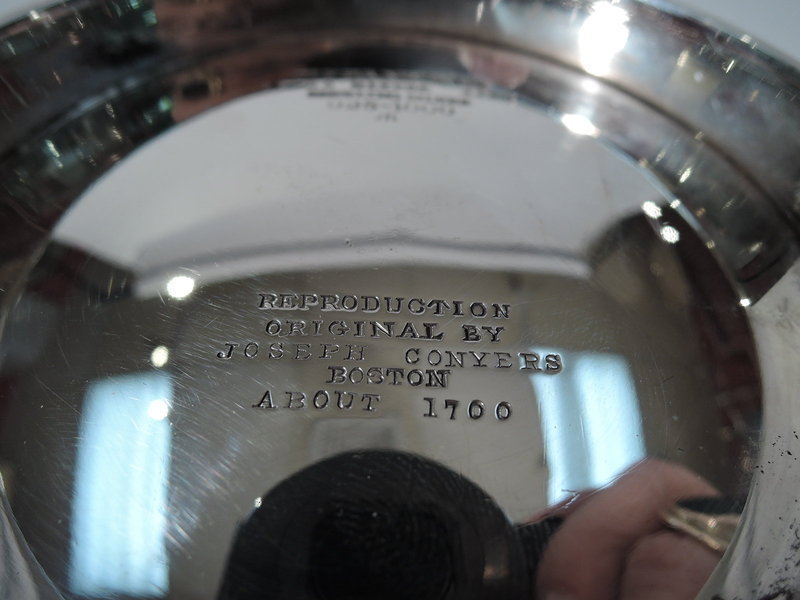 REPRODUCTION
ORIGINAL BY
JOSEPH CONYERS
BOSTON
ABOUT 1700